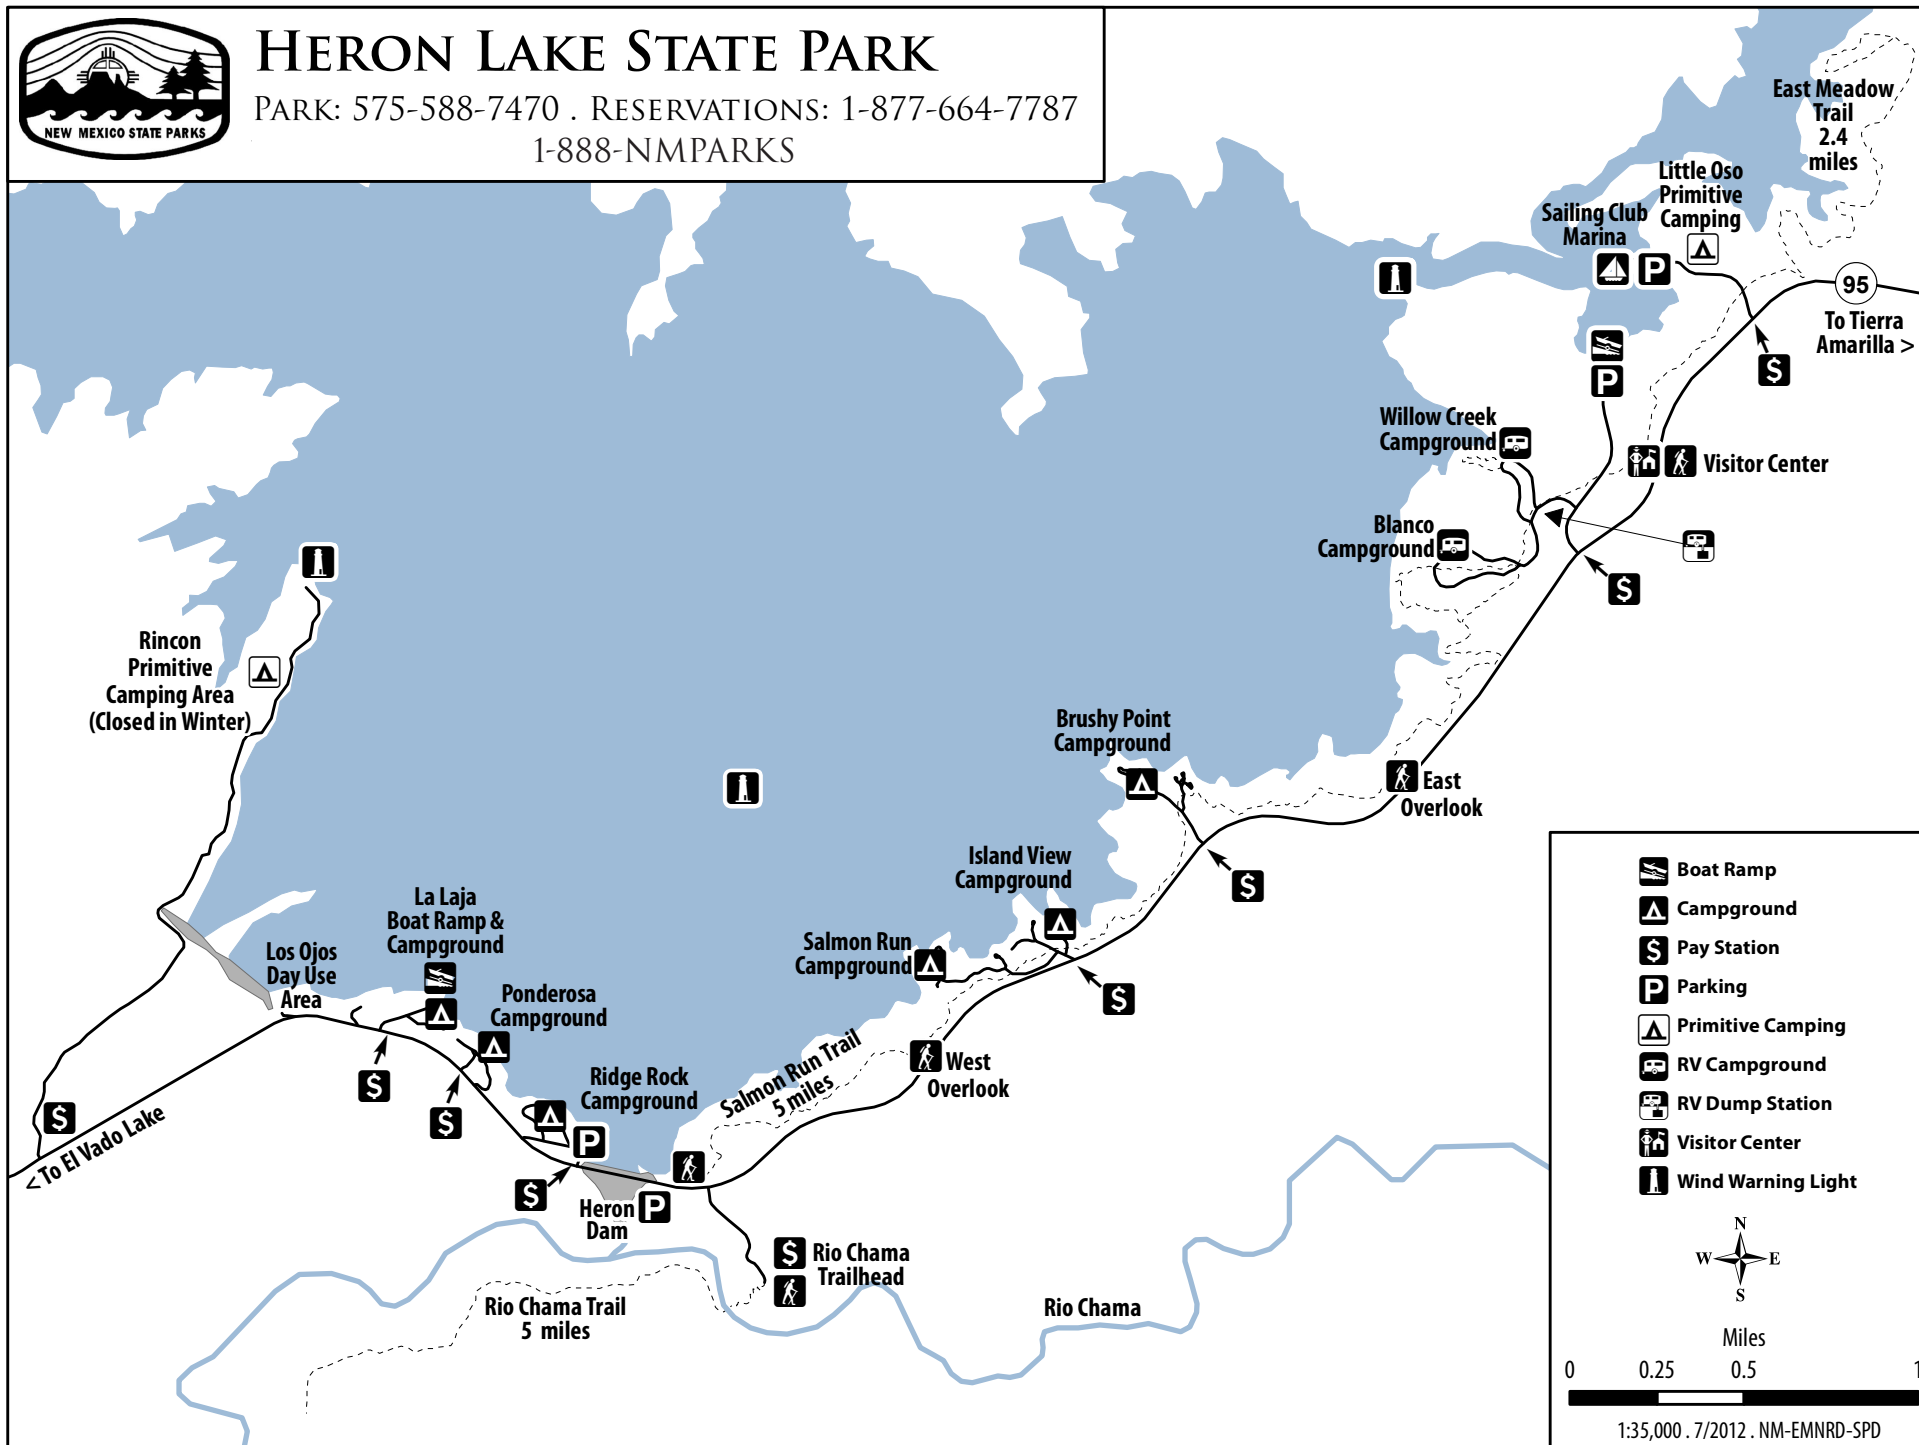 HERON LAKE STATE PARK
PARK: 575-588-7470 . RESERVATIONS: 1-877-664-7787
1-888-NMPARKS
NEW MEXICO STATE PARKS
East Meadow
Trail
2.4
miles
Little Oso
Primitive
Camping
Sailing Club
Marina
P
95
To Tierra
Amarilla >
$
P
Willow Creek
Campground
Visitor Center
Blanco
Campground
$
Rincon
Primitive
Camping Area
(Closed in Winter)
Brushy Point
Campground
East
Overlook
Island View
Campground
$
La Laja
Boat Ramp &
Campground
Salmon Run
Campground
Los Ojos
Day Use
Area
$
Ponderosa
Campground
West
Overlook
Salmon Run Trail
5 miles
Ridge Rock
Campground
$
$
$
P
< To El Vado Lake
$
Heron
Dam
P
$
Rio Chama
Trailhead
Rio Chama Trail
5 miles
Rio Chama
Boat Ramp
Campground
$ Pay Station
P Parking
Primitive Camping
RV Campground
RV Dump Station
Visitor Center
Wind Warning Light
N
W E
S
Miles
0 0.25 0.5 1
1:35,000 . 7/2012 . NM-EMNRD-SPD